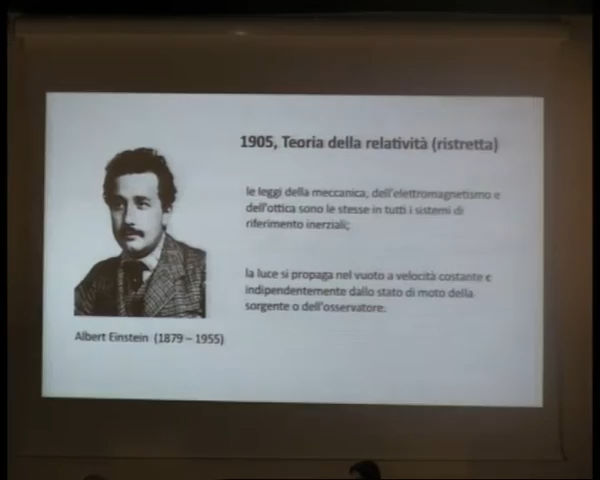 1905, Teoria della relatività (ristretta)
le leggi della meccanica, dell'elettromagnetismo e
dell'ottica sono le stesse in tutti i sistemi di
riferimento inerziali;
la luce si propaga nel vuoto a velocità costante c
indipendentemente dallo stato di moto della
sorgente o dell'osservatore.
Albert Einstein (1879 – 1955)